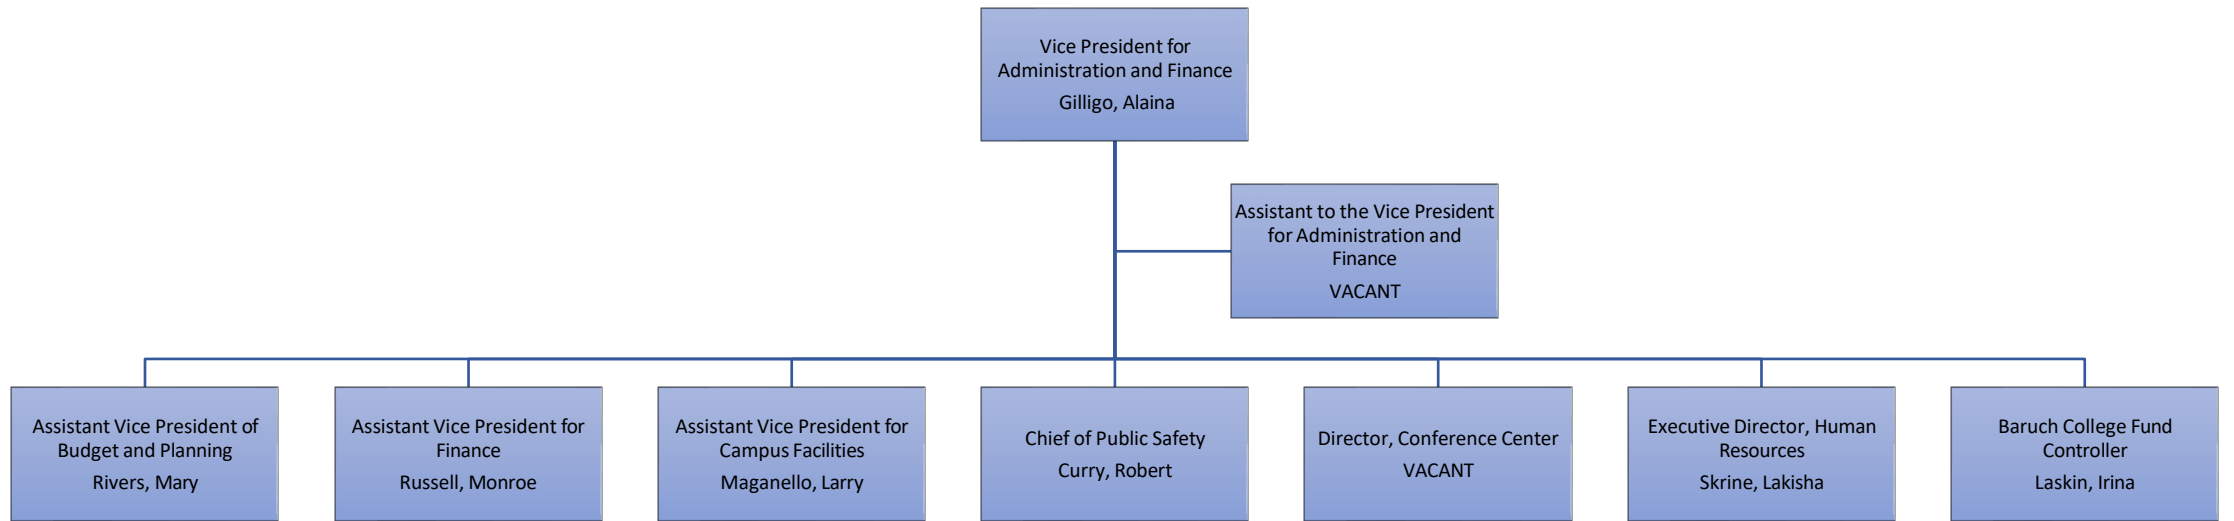 Vice President for
Administration and Finance
Gilligo, Alaina
Assistant to the Vice President
for Administration and
Finance
VACANT
Assistant Vice President of
Budget and Planning
Rivers, Mary
Assistant Vice President for
Finance
Russell, Monroe
Assistant Vice President for
Campus Facilities
Maganello, Larry
Chief of Public Safety
Curry, Robert
Director, Conference Center
VACANT
Executive Director, Human
Resources
Skrine, Lakisha
Baruch College Fund
Controller
Laskin, Irina